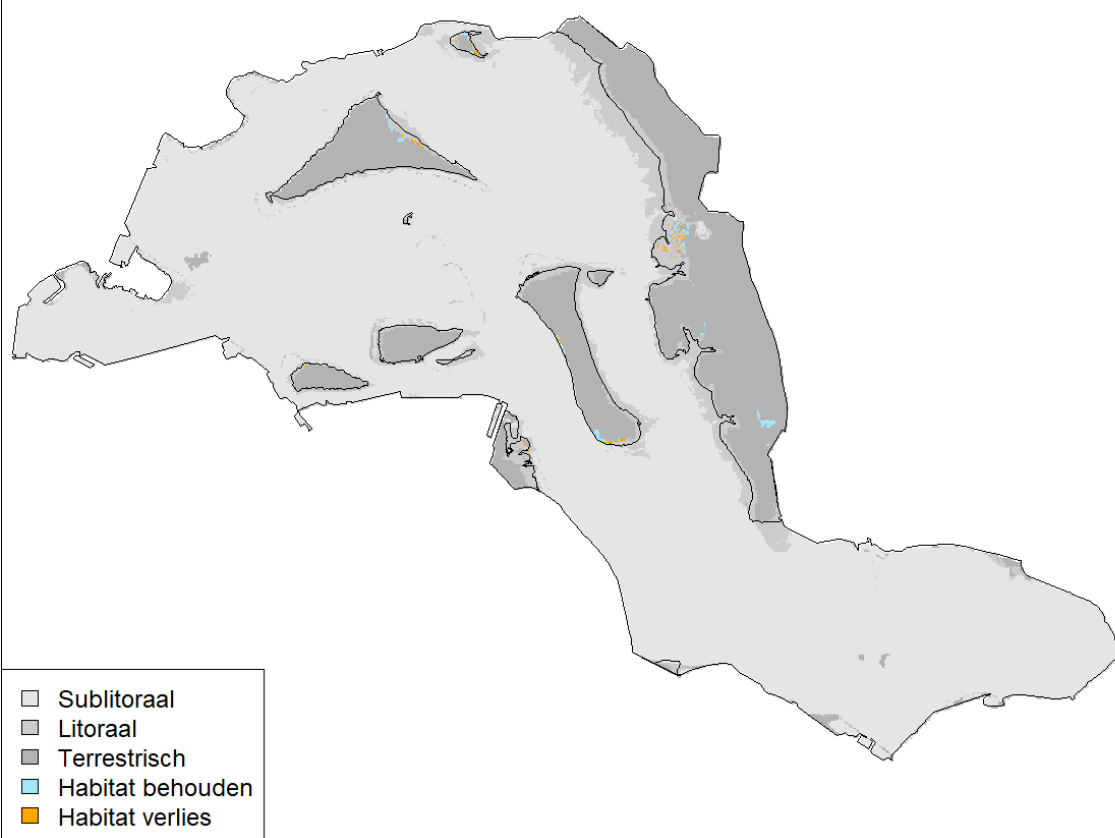 Sublitoraal
Litoraal
Terrestrisch
Habitat behouden
Habitat verlies